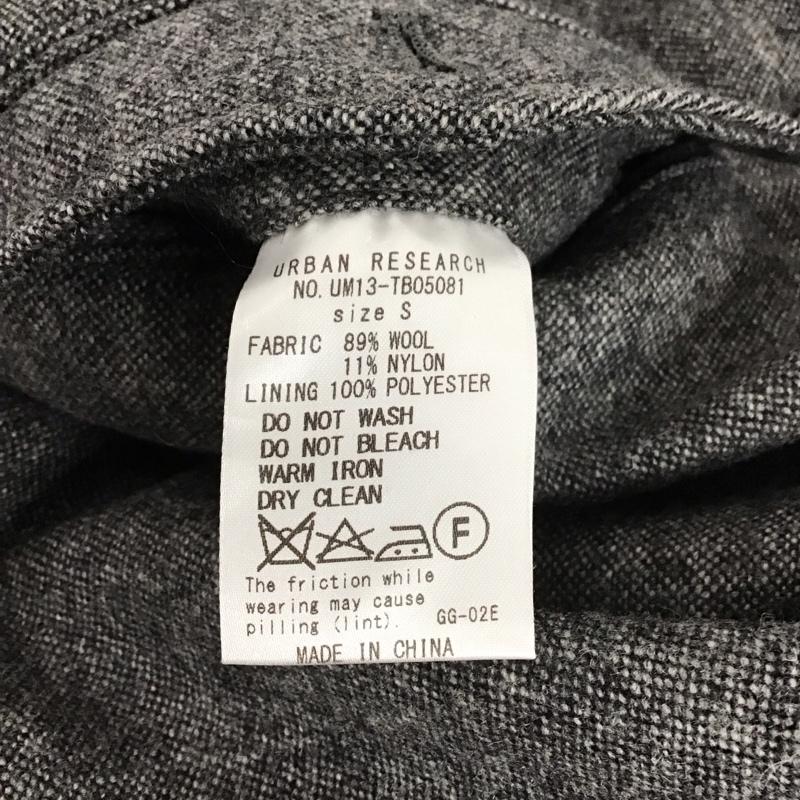 URBAN RESEARCH
NO. UM13-TB05081
size S
FABRIC 89% WOOL
11% NYLON
LINING 100% POLYESTER
DO NOT WASH
DO NOT BLEACH
WARM IRON
DRY CLEAN
F
The friction while
wearing may cause
pilling (lint). GG-02E
MADE IN CHINA